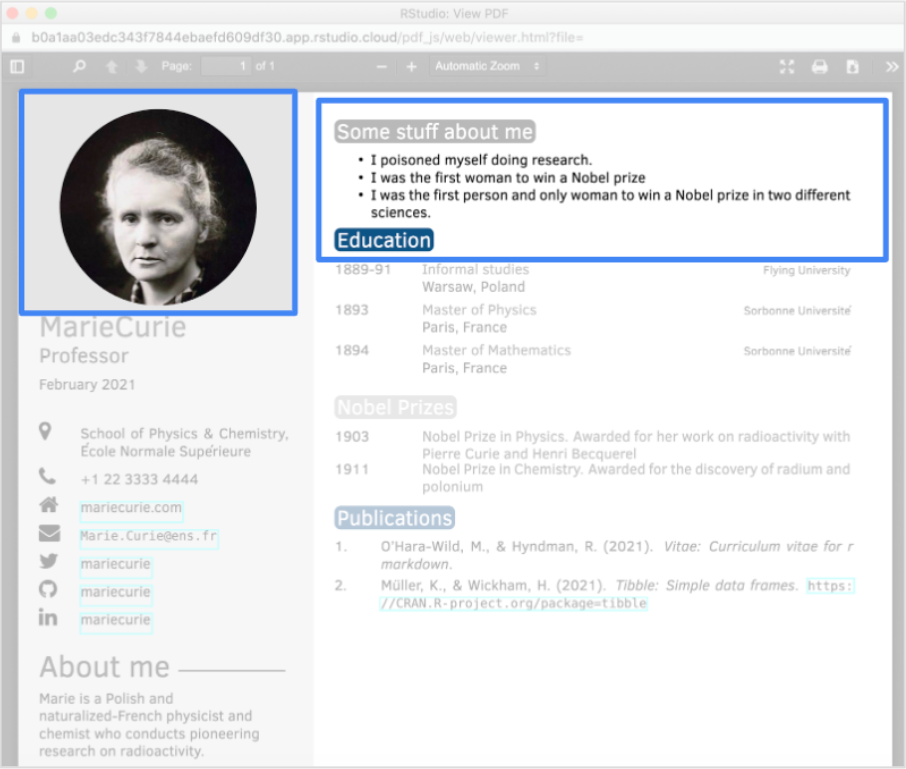 RStudio: View PDF
b0a1aa03edc343f7844ebaefd609df30.app.rstudio.cloud/pdf_js/web/viewer.html?file=
Page: 1 of 1 Automatic Zoom
MarieCurie
Professor
February 2021
School of Physics & Chemistry,
École Normale Supérieure
+1 22 3333 4444
mariecurie.com
Marie.Curie@ens.fr
mariecurie
mariecurie
in mariecurie
About me
Marie is a Polish and
naturalized-French physicist and
chemist who conducts pioneering
research on radioactivity.
Some stuff about me
• I poisoned myself doing research.
• I was the first woman to win a Nobel prize
• I was the first person and only woman to win a Nobel prize in two different
sciences.
Education
1889-91 Informal studies Flying University
Warsaw, Poland
1893 Master of Physics Sorbonne Université
Paris, France
1894 Master of Mathematics Sorbonne Université
Paris, France
Nobel Prizes
1903 Nobel Prize in Physics. Awarded for her work on radioactivity with
Pierre Curie and Henri Becquerel
1911 Nobel Prize in Chemistry. Awarded for the discovery of radium and
polonium
Publications
1. O'Hara-Wild, M., & Hyndman, R. (2021). Vitae: Curriculum vitae for r
markdown.
2. Müller, K., & Wickham, H. (2021). Tibble: Simple data frames. https:
//CRAN.R-project.org/package=tibble